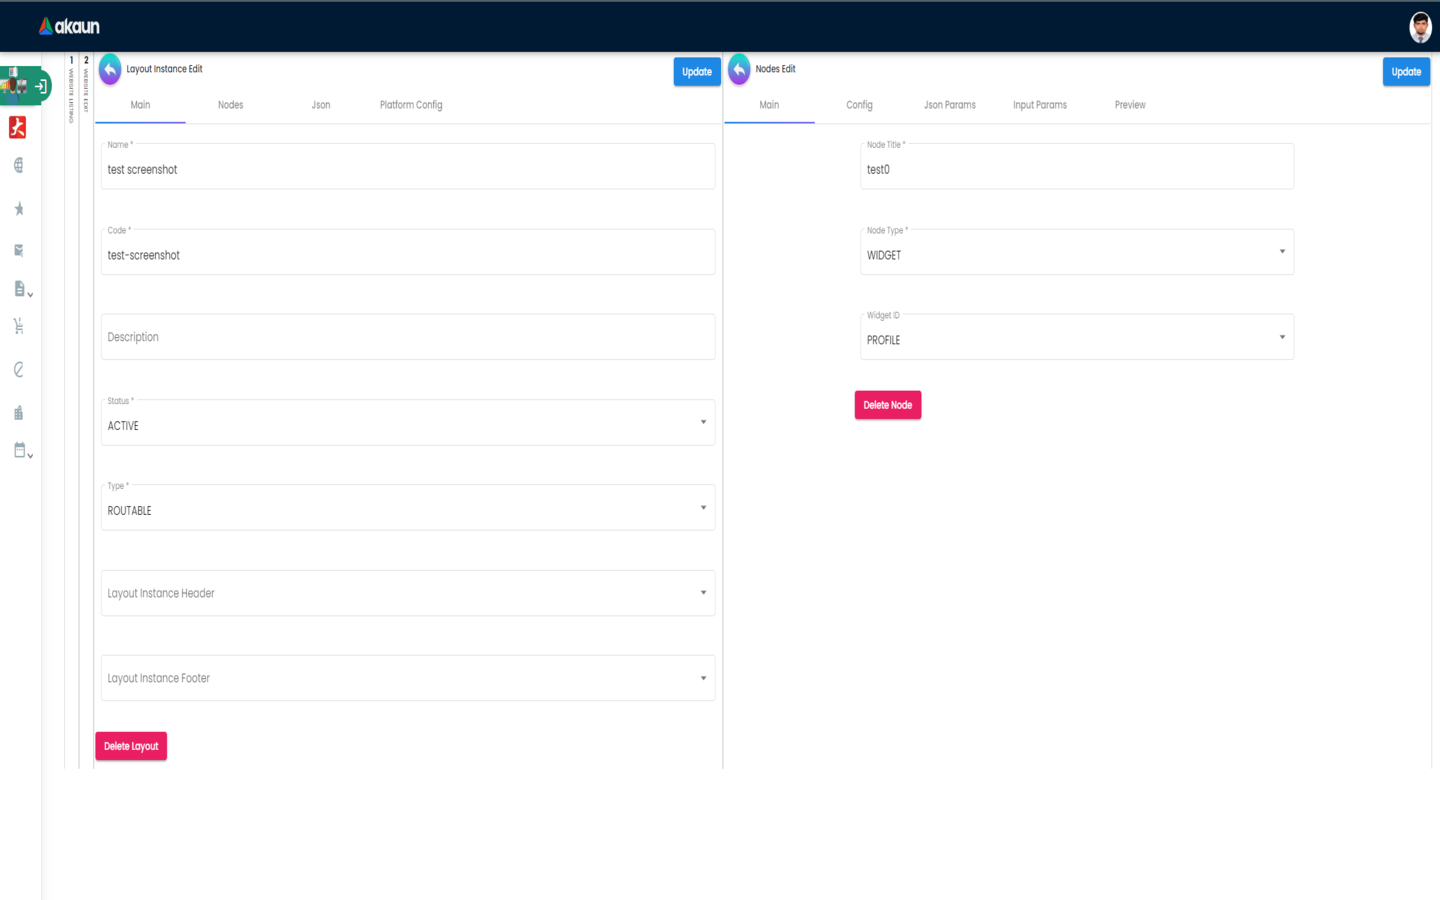 akaun
1 WEBSITE LISTING
2 WEBSITE EDIT
Layout Instance Edit
Update
Main
Nodes
Json
Platform Config
Name *
test screenshot
Code *
test-screenshot
Description
Status *
ACTIVE
Type *
ROUTABLE
Layout Instance Header
Layout Instance Footer
Delete Layout
Nodes Edit
Update
Main
Config
Json Params
Input Params
Preview
Node Title *
test0
Node Type *
WIDGET
Widget ID
PROFILE
Delete Node